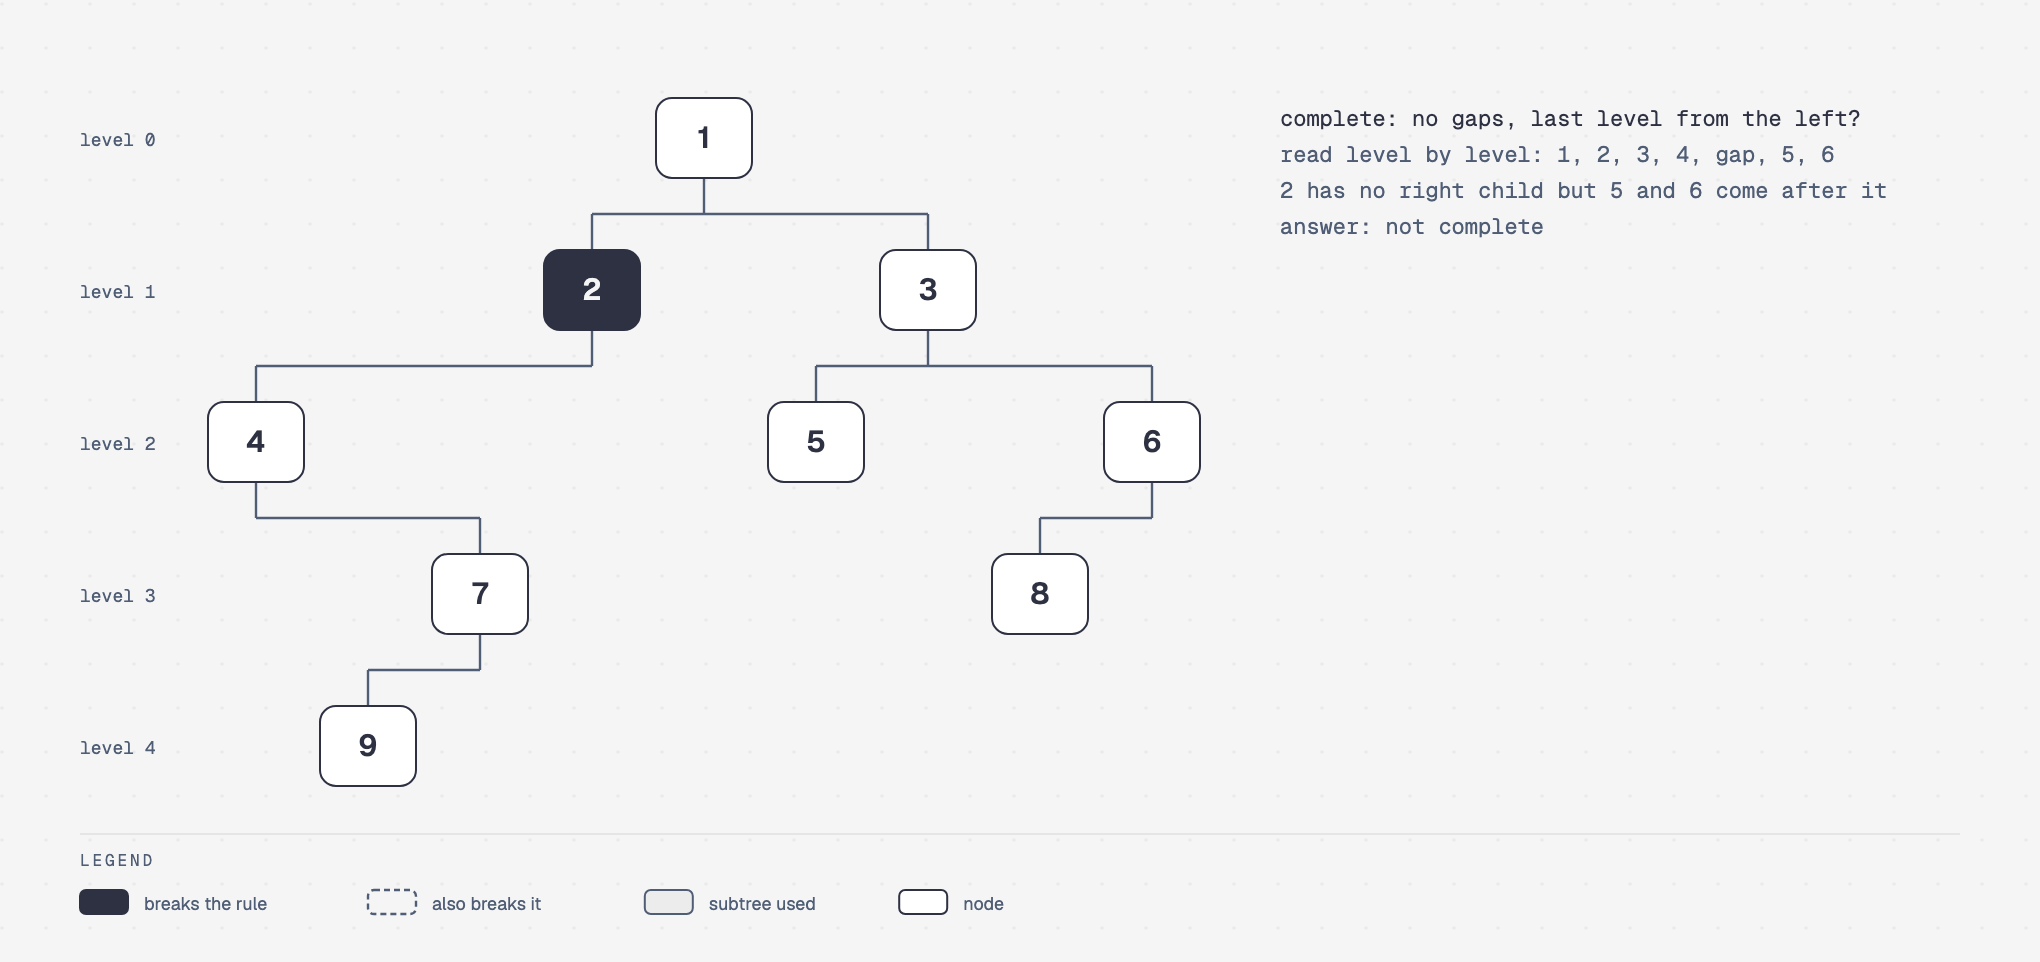 level 0
1
complete: no gaps, last level from the left?
read level by level: 1, 2, 3, 4, gap, 5, 6
2 has no right child but 5 and 6 come after it
answer: not complete
level 1
2
3
level 2
4
5
6
level 3
7
8
level 4
9
LEGEND
breaks the rule
also breaks it
subtree used
node